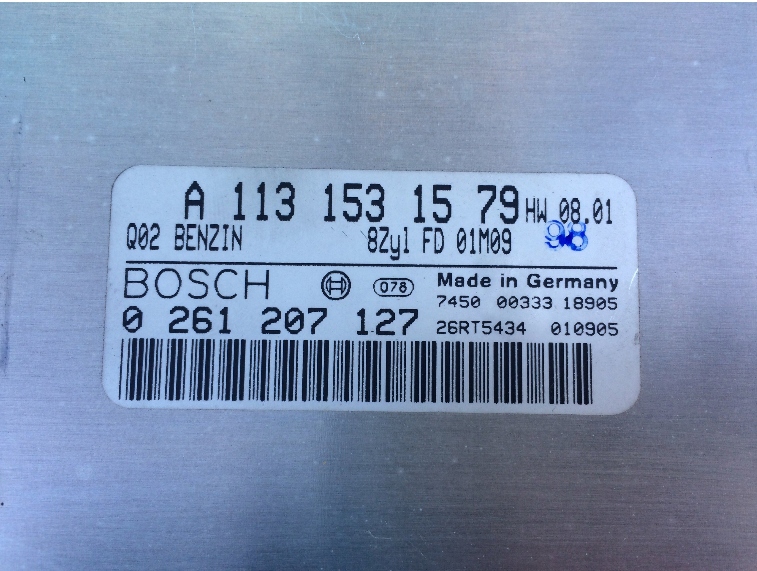 A 113 153 15 79 HW 08.01
Q02 BENZIN 8Zyl FD 01M09 98
BOSCH 078 Made in Germany
7450 00333 18905
0 261 207 127 26RT5434 010905